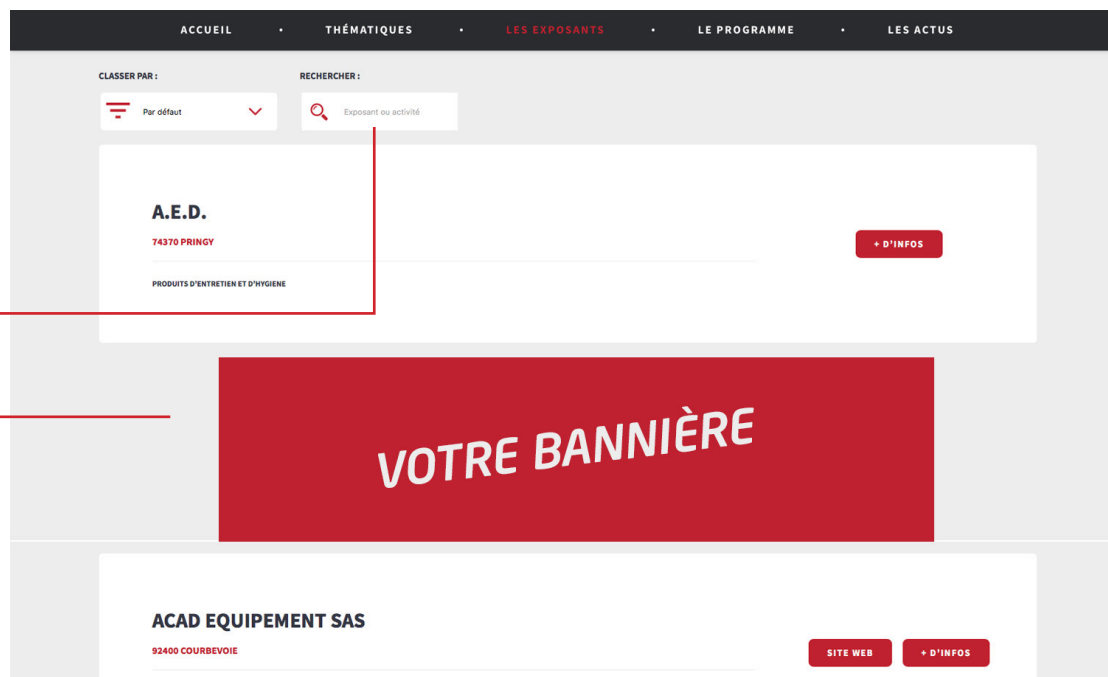 ACCUEIL • THÉMATIQUES • LES EXPOSANTS • LE PROGRAMME • LES ACTUS
CLASSER PAR : RECHERCHER :
Par défaut Exposant ou activité
A.E.D.
74370 PRINGY
+ D'INFOS
PRODUITS D'ENTRETIEN ET D'HYGIENE
VOTRE BANNIÈRE
ACAD EQUIPEMENT SAS
92400 COURBEVOIE
SITE WEB + D'INFOS